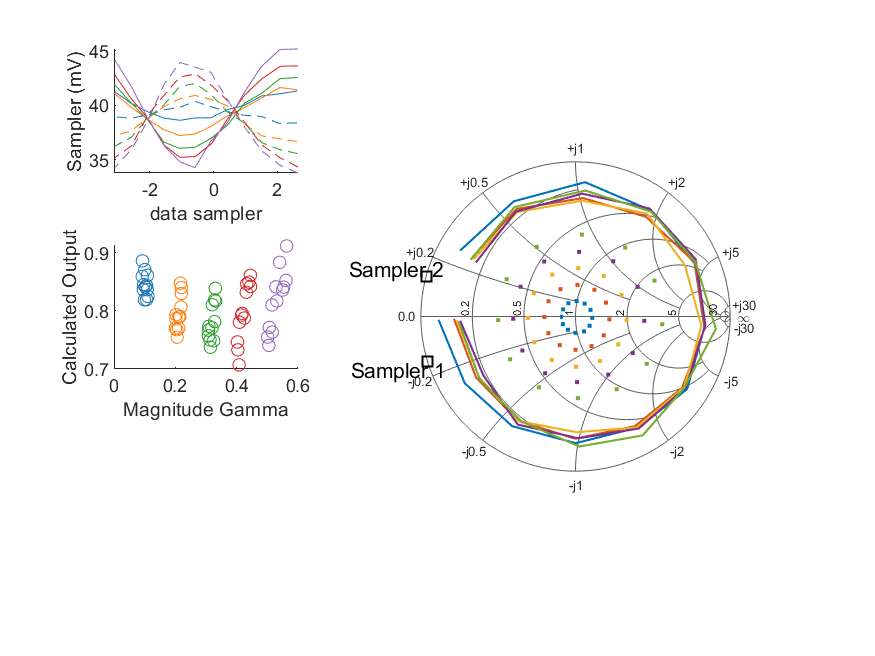 Sampler (mV)
45
40
35
-2
0
2
data sampler
Calculated Output
0.9
0.8
0.7
0
0.2
0.4
0.6
Magnitude Gamma
+j1
+j0.5
+j2
+j0.2
+j5
Sampler 2
0.0
0.2
0.5
1
2
5
30
+j30
∞
-j30
Sampler 1
-j0.2
-j5
-j0.5
-j2
-j1